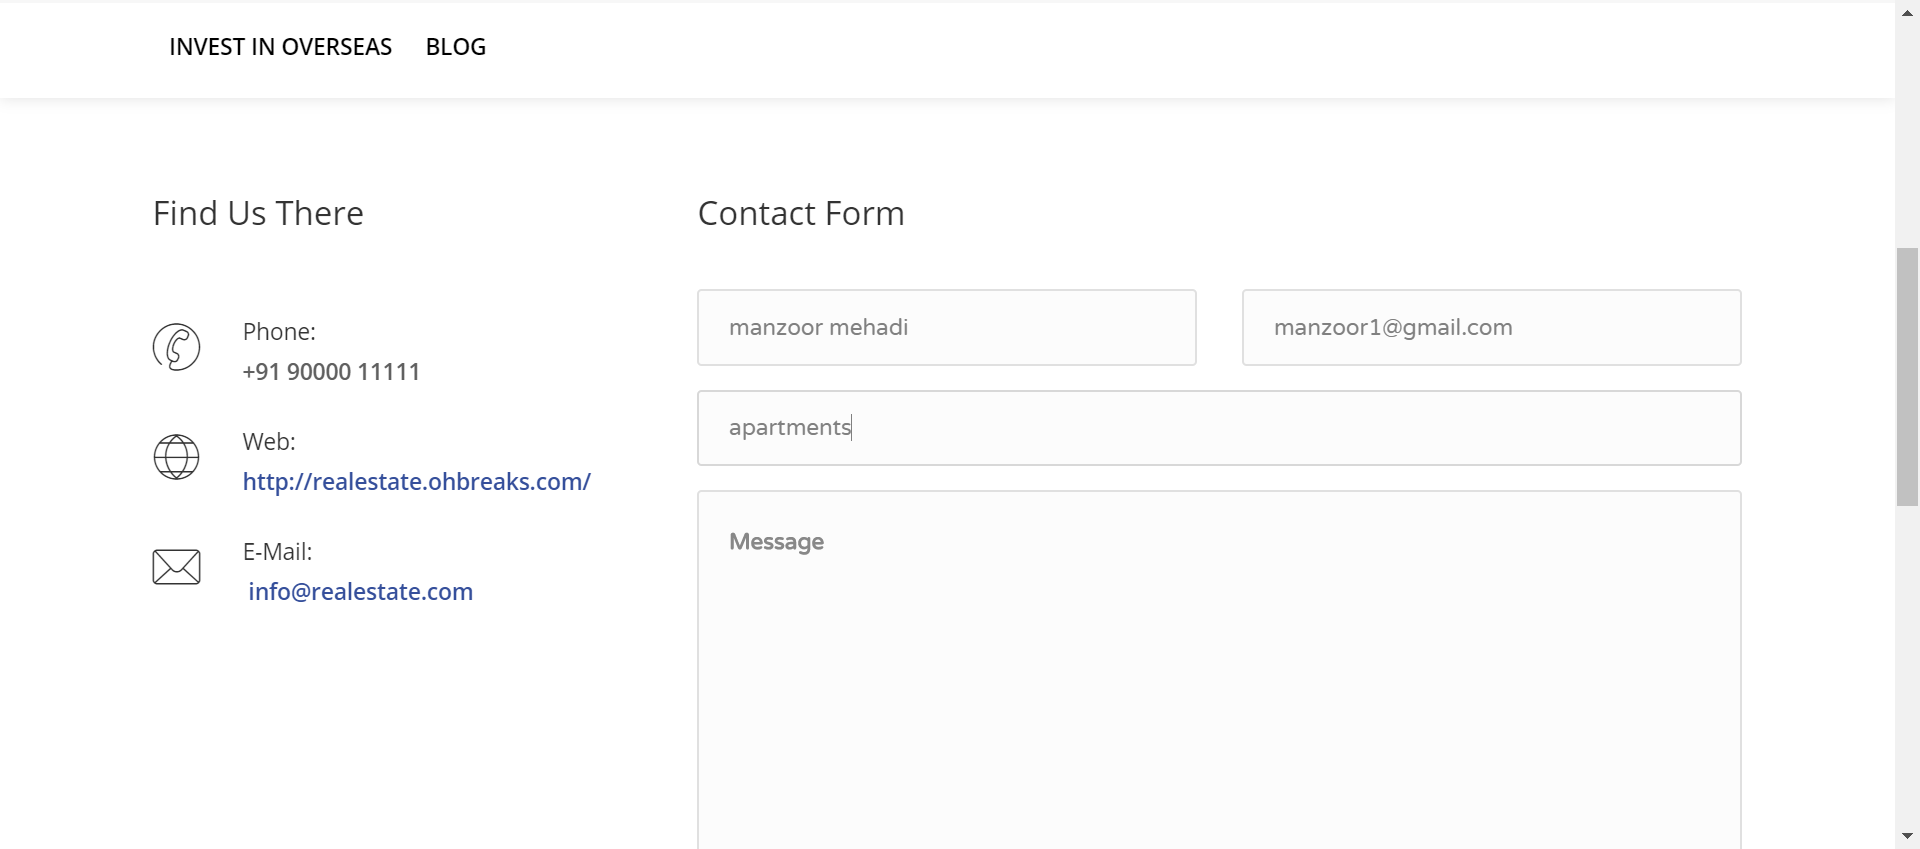 INVEST IN OVERSEAS BLOG
Find Us There
Phone:
+91 90000 11111
Web:
http://realestate.ohbreaks.com/
E-Mail:
info@realestate.com
Contact Form
manzoor mehadi
manzoor1@gmail.com
apartments
Message